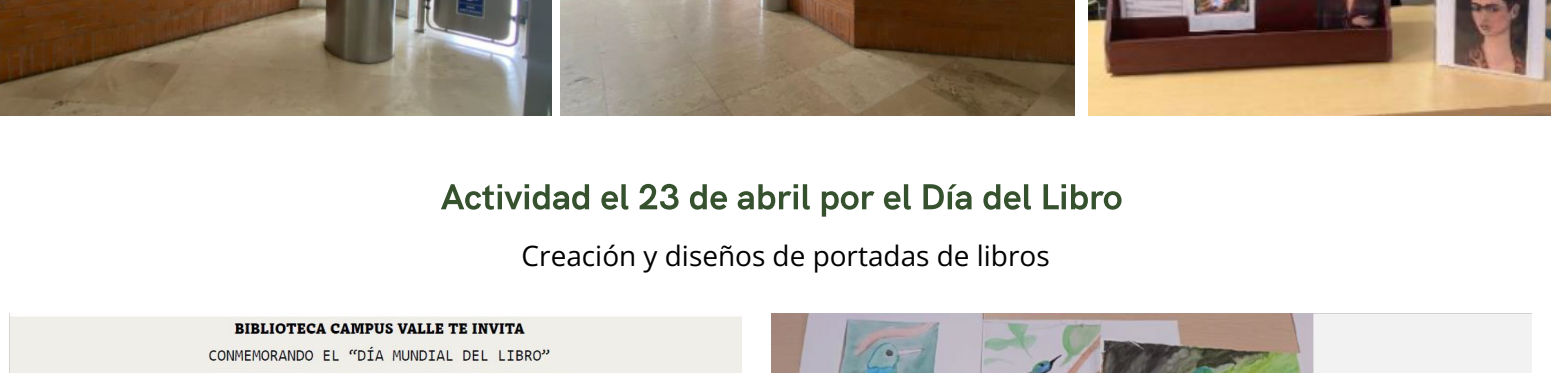 Actividad el 23 de abril por el Día del Libro
Creación y diseños de portadas de libros
BIBLIOTECA CAMPUS VALLE TE INVITA
CONMEMORANDO EL “DÍA MUNDIAL DEL LIBRO”